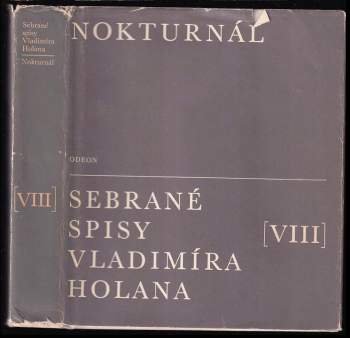 Sebrané
spisy
Vladimíra
Holana
Nokturnál
[VIII]
NOKTURNÁL
ODEON
SEBRANÉ
SPISY [VIII]
VLADIMÍRA
HOLANA